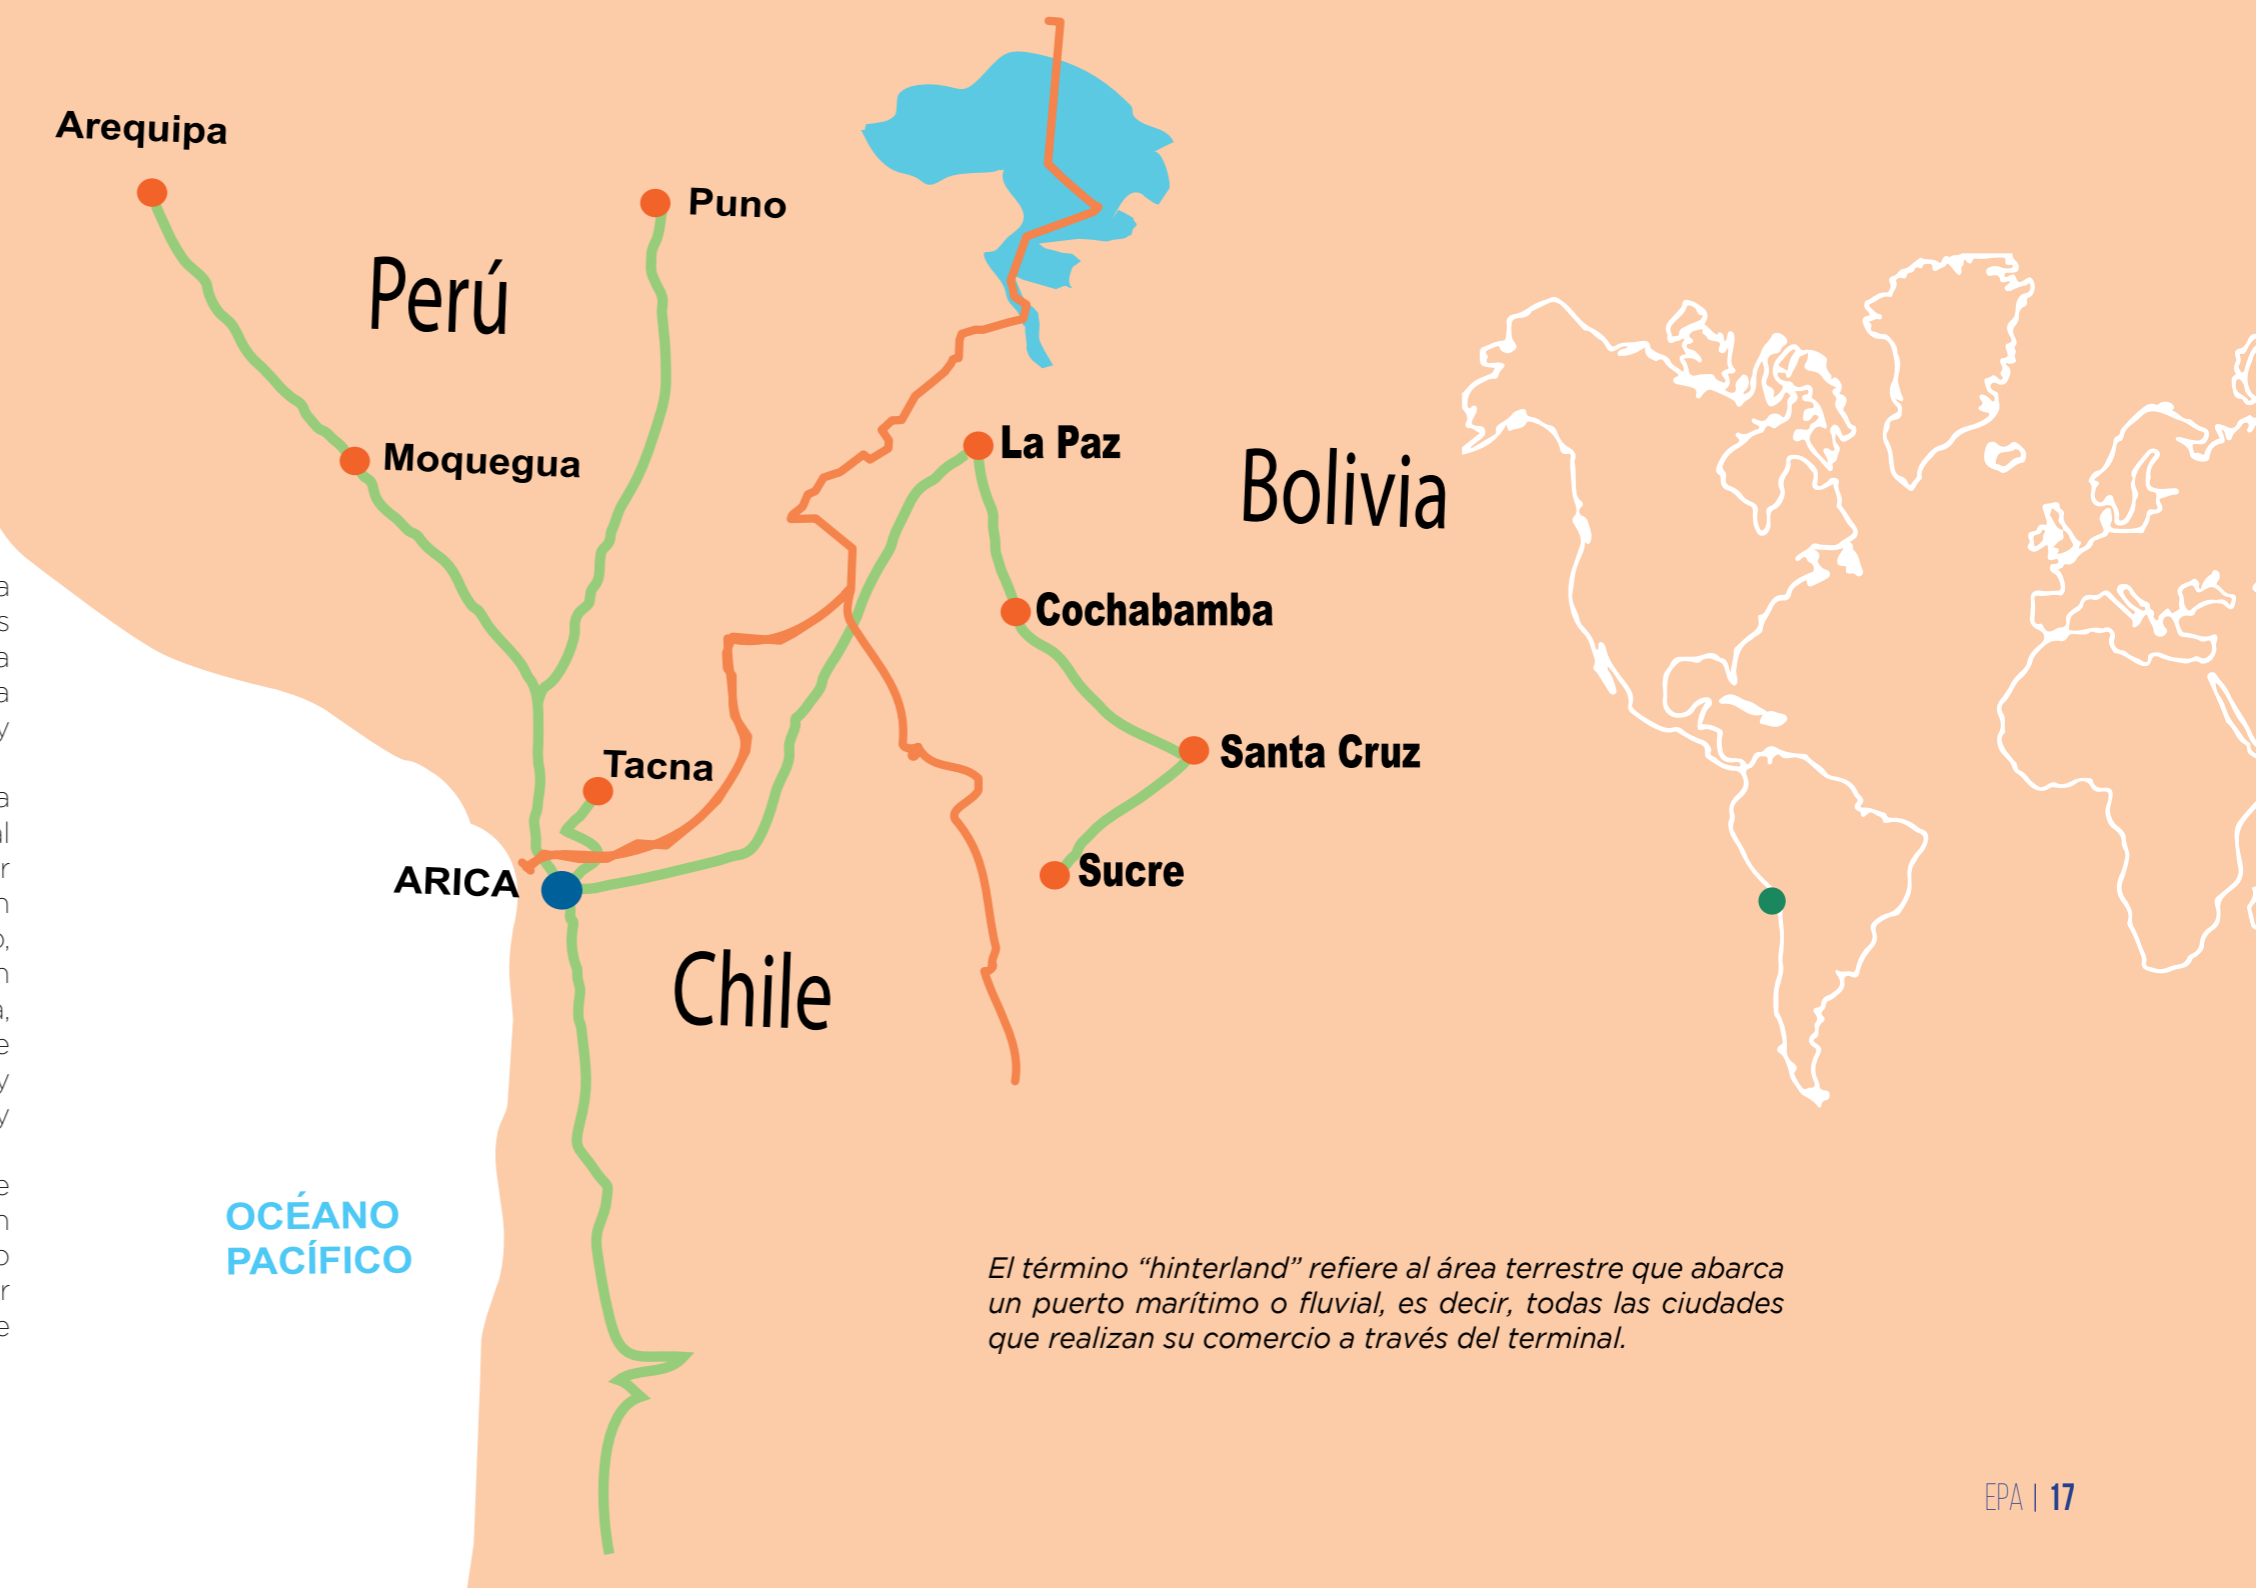 Arequipa
Puno
Perú
Moquegua
La Paz
Bolivia
Cochabamba
Tacna
Santa Cruz
ARICA
Sucre
Chile
OCÉANO
PACÍFICO
El término “hinterland” refiere al área terrestre que abarca
un puerto marítimo o fluvial, es decir, todas las ciudades
que realizan su comercio a través del terminal.
EPA | 17